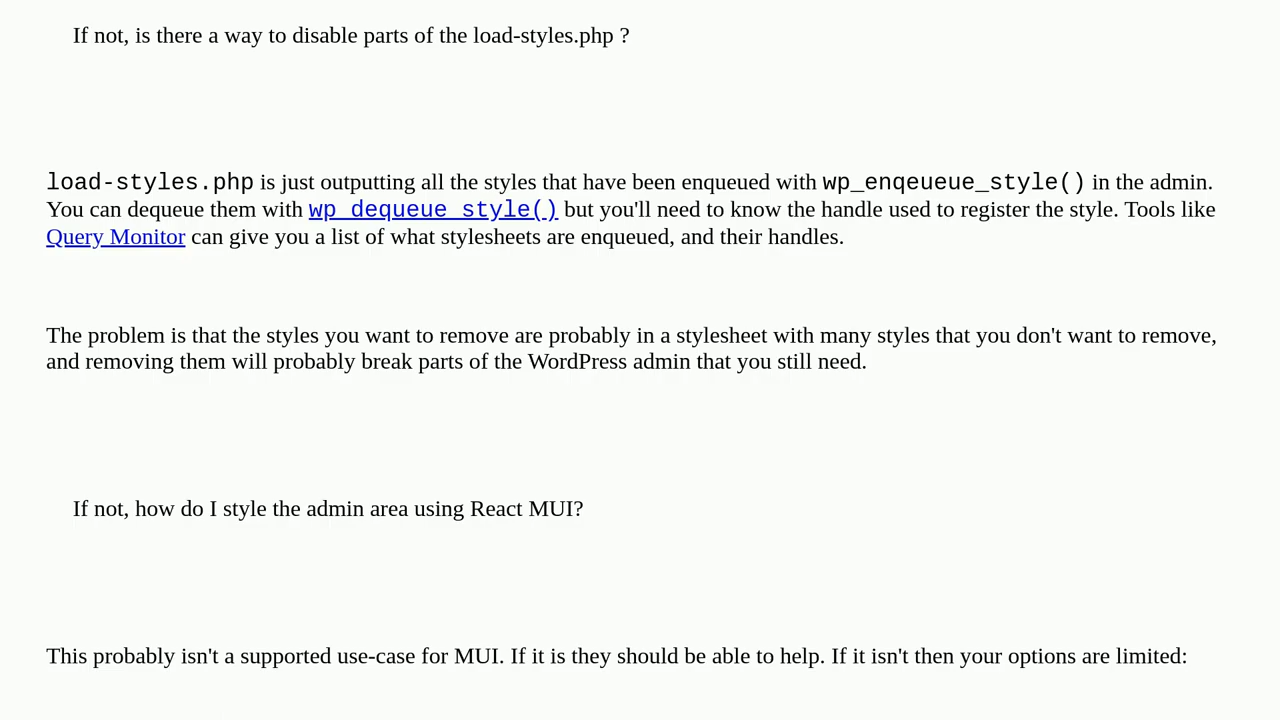 If not, is there a way to disable parts of the load-styles.php ?
load-styles.php is just outputting all the styles that have been enqueued with wp_enqeueue_style() in the admin.
You can dequeue them with wp_dequeue_style() but you'll need to know the handle used to register the style. Tools like
Query Monitor can give you a list of what stylesheets are enqueued, and their handles.
The problem is that the styles you want to remove are probably in a stylesheet with many styles that you don't want to remove,
and removing them will probably break parts of the WordPress admin that you still need.
If not, how do I style the admin area using React MUI?
This probably isn't a supported use-case for MUI. If it is they should be able to help. If it isn't then your options are limited: